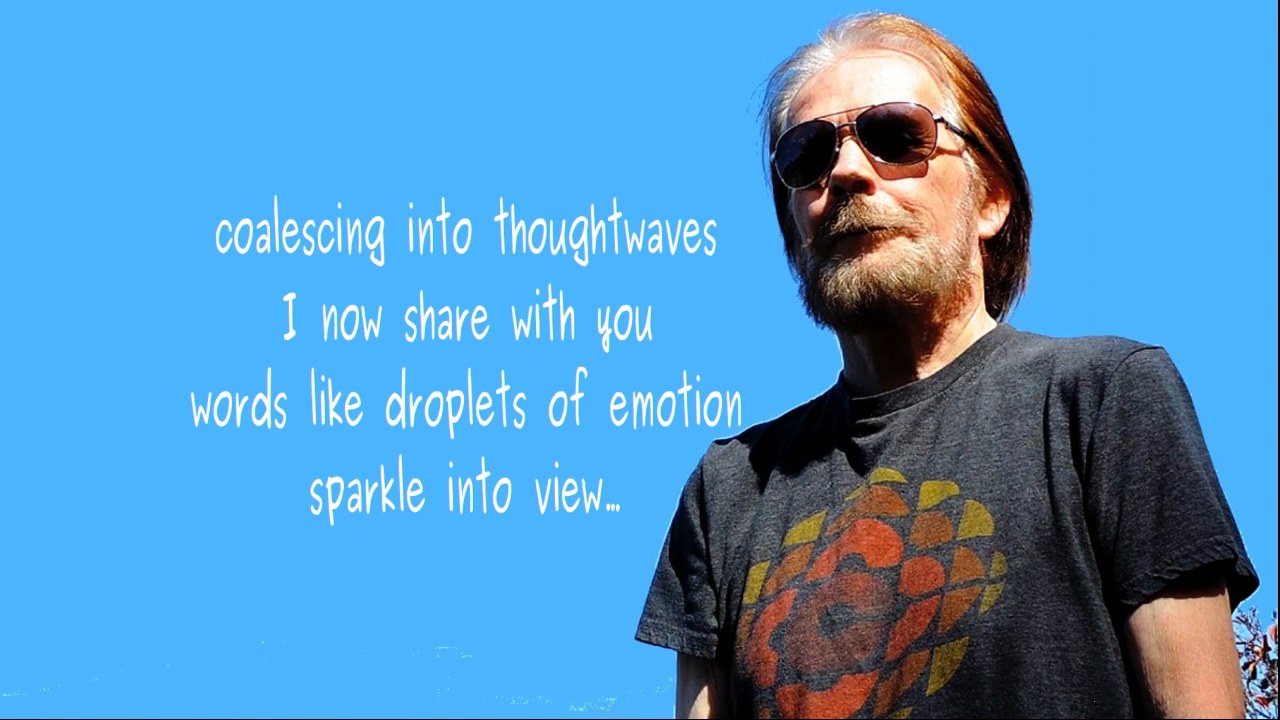 coalescing into thoughtwaves
I now share with you
words like droplets of emotion
sparkle into view...